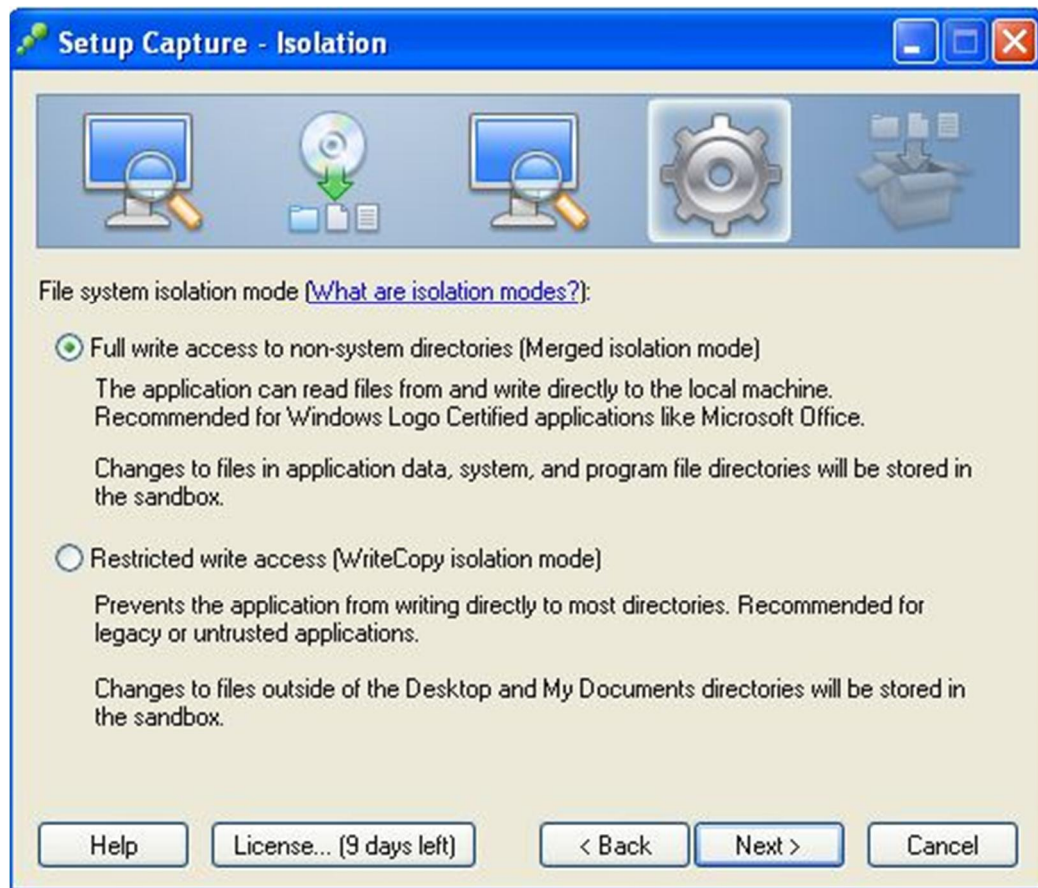 Setup Capture - Isolation
File system isolation mode (What are isolation modes?):
Full write access to non-system directories (Merged isolation mode)
The application can read files from and write directly to the local machine.
Recommended for Windows Logo Certified applications like Microsoft Office.
Changes to files in application data, system, and program file directories will be stored in
the sandbox.
Restricted write access (WriteCopy isolation mode)
Prevents the application from writing directly to most directories. Recommended for
legacy or untrusted applications.
Changes to files outside of the Desktop and My Documents directories will be stored in
the sandbox.
Help License... (9 days left) < Back Next > Cancel